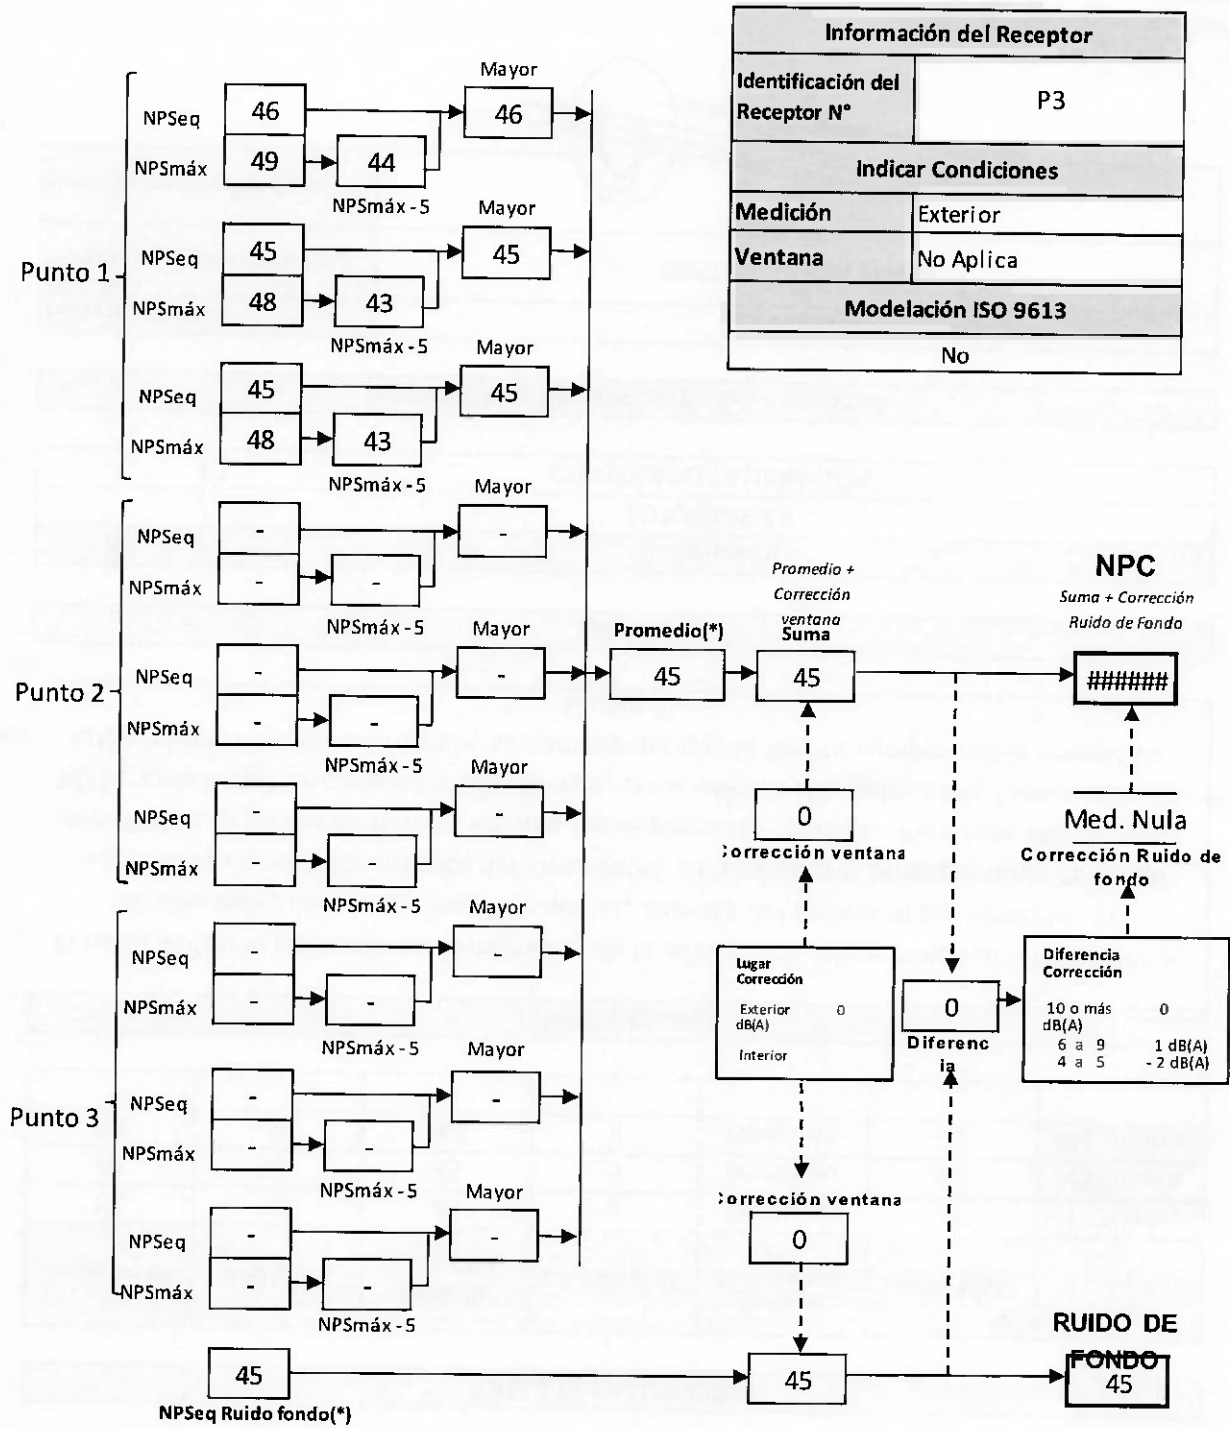 Información del Receptor
Identificación del Receptor N°
P3
Indicar Condiciones
Medición
Exterior
Ventana
No Aplica
Modelación ISO 9613
No
Punto 1
NPSeq
46
Mayor
46
NPSmáx
49
44
NPSmáx - 5
NPSeq
45
Mayor
45
NPSmáx
48
43
NPSmáx - 5
NPSeq
45
Mayor
45
NPSmáx
48
43
NPSmáx - 5
Punto 2
NPSeq
-
Mayor
-
NPSmáx
-
-
NPSmáx - 5
NPSeq
-
Mayor
-
NPSmáx
-
-
NPSmáx - 5
NPSeq
-
Mayor
-
NPSmáx
-
-
NPSmáx - 5
Punto 3
NPSeq
-
Mayor
-
NPSmáx
-
-
NPSmáx - 5
NPSeq
-
Mayor
-
NPSmáx
-
-
NPSmáx - 5
NPSeq
-
Mayor
-
NPSmáx
-
-
NPSmáx - 5
Promedio(*)
45
Promedio +
Corrección
ventana
Suma
45
NPC
Suma + Corrección
Ruido de Fondo
######
0
Corrección ventana
Med. Nula
Corrección Ruido de
fondo
Lugar
Corrección
Exterior 0
dB(A)
Interior
0
Diferenc
ia
Diferencia
Corrección
10 o más 0
dB(A)
6 a 9 1 dB(A)
4 a 5 - 2 dB(A)
Corrección ventana
0
45
NPSeq Ruido fondo(*)
45
RUIDO DE
FONDO
45